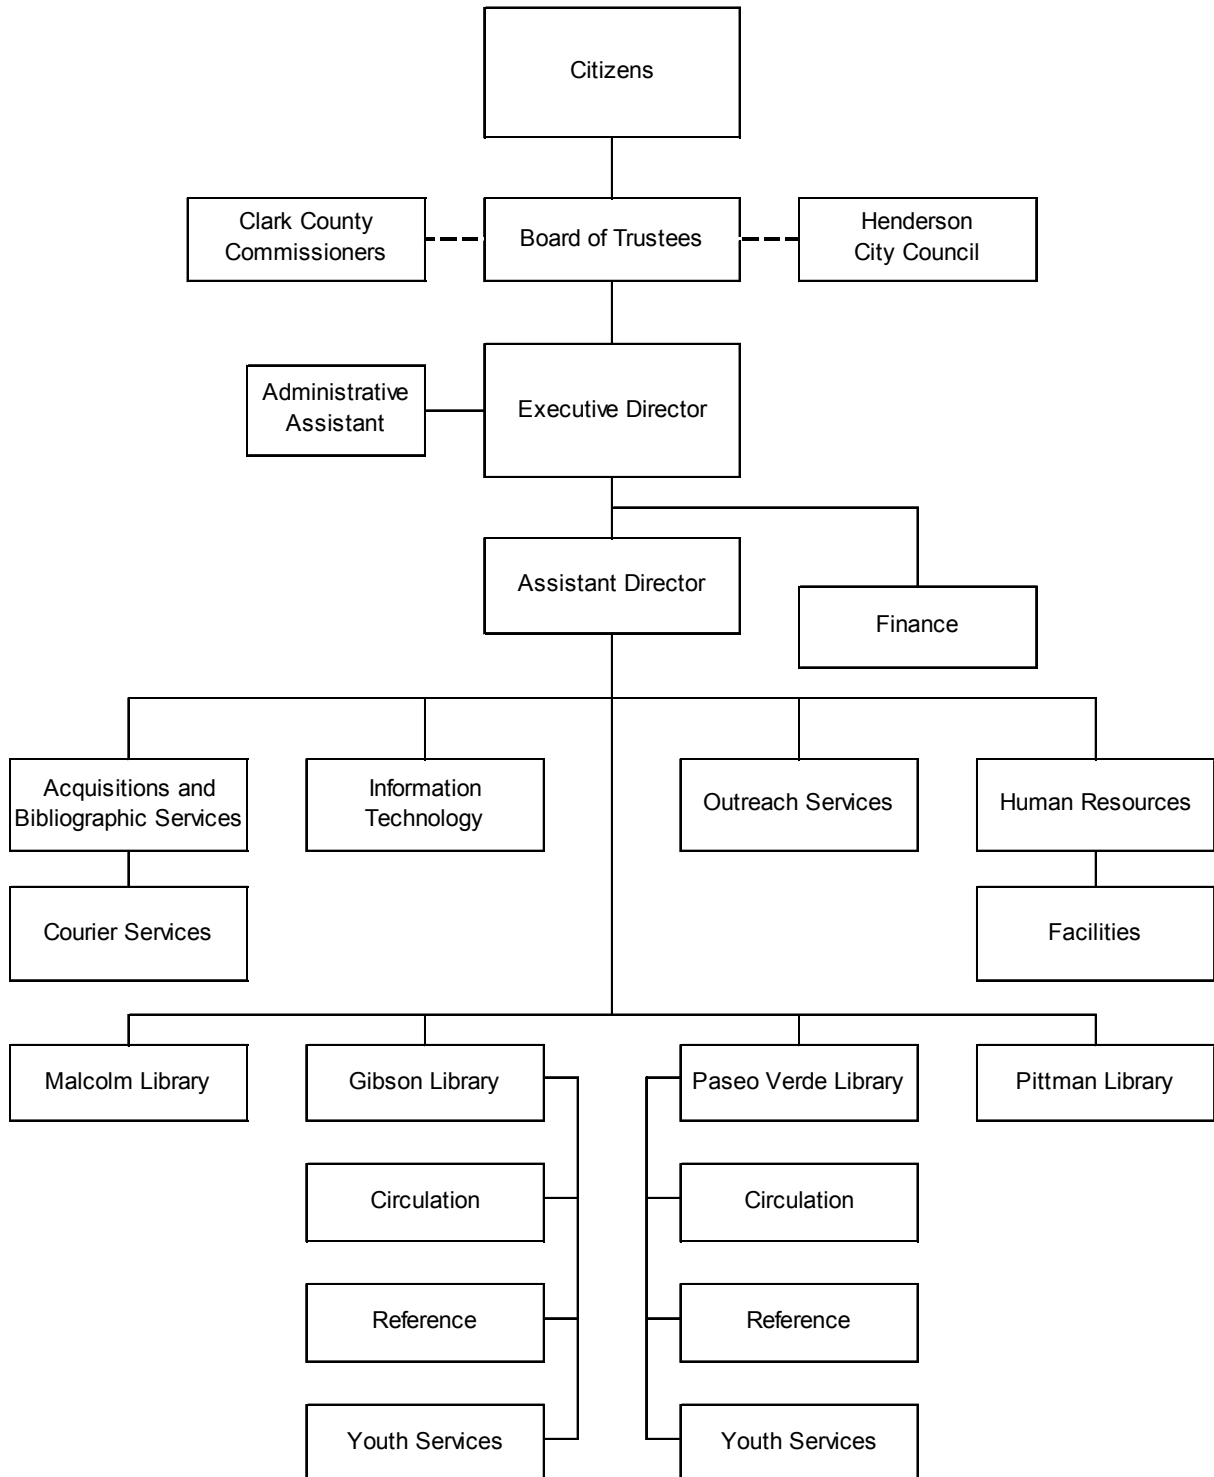 Citizens
Clark County
Commissioners
Board of Trustees
Henderson
City Council
Administrative
Assistant
Executive Director
Assistant Director
Finance
Acquisitions and
Bibliographic Services
Information
Technology
Outreach Services
Human Resources
Courier Services
Facilities
Malcolm Library
Gibson Library
Paseo Verde Library
Pittman Library
Circulation
Circulation
Reference
Reference
Youth Services
Youth Services